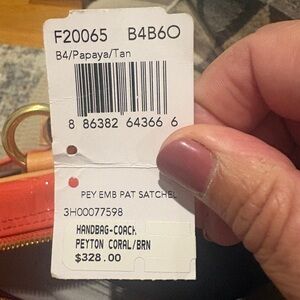 F20065 B4B6O
B4/Papaya/Tan
8 86382 64366 6
PEY EMB PAT SATCHEL
3H00077598
HANDBAG-COACH
PEYTON CORAL/BRN
$328.00